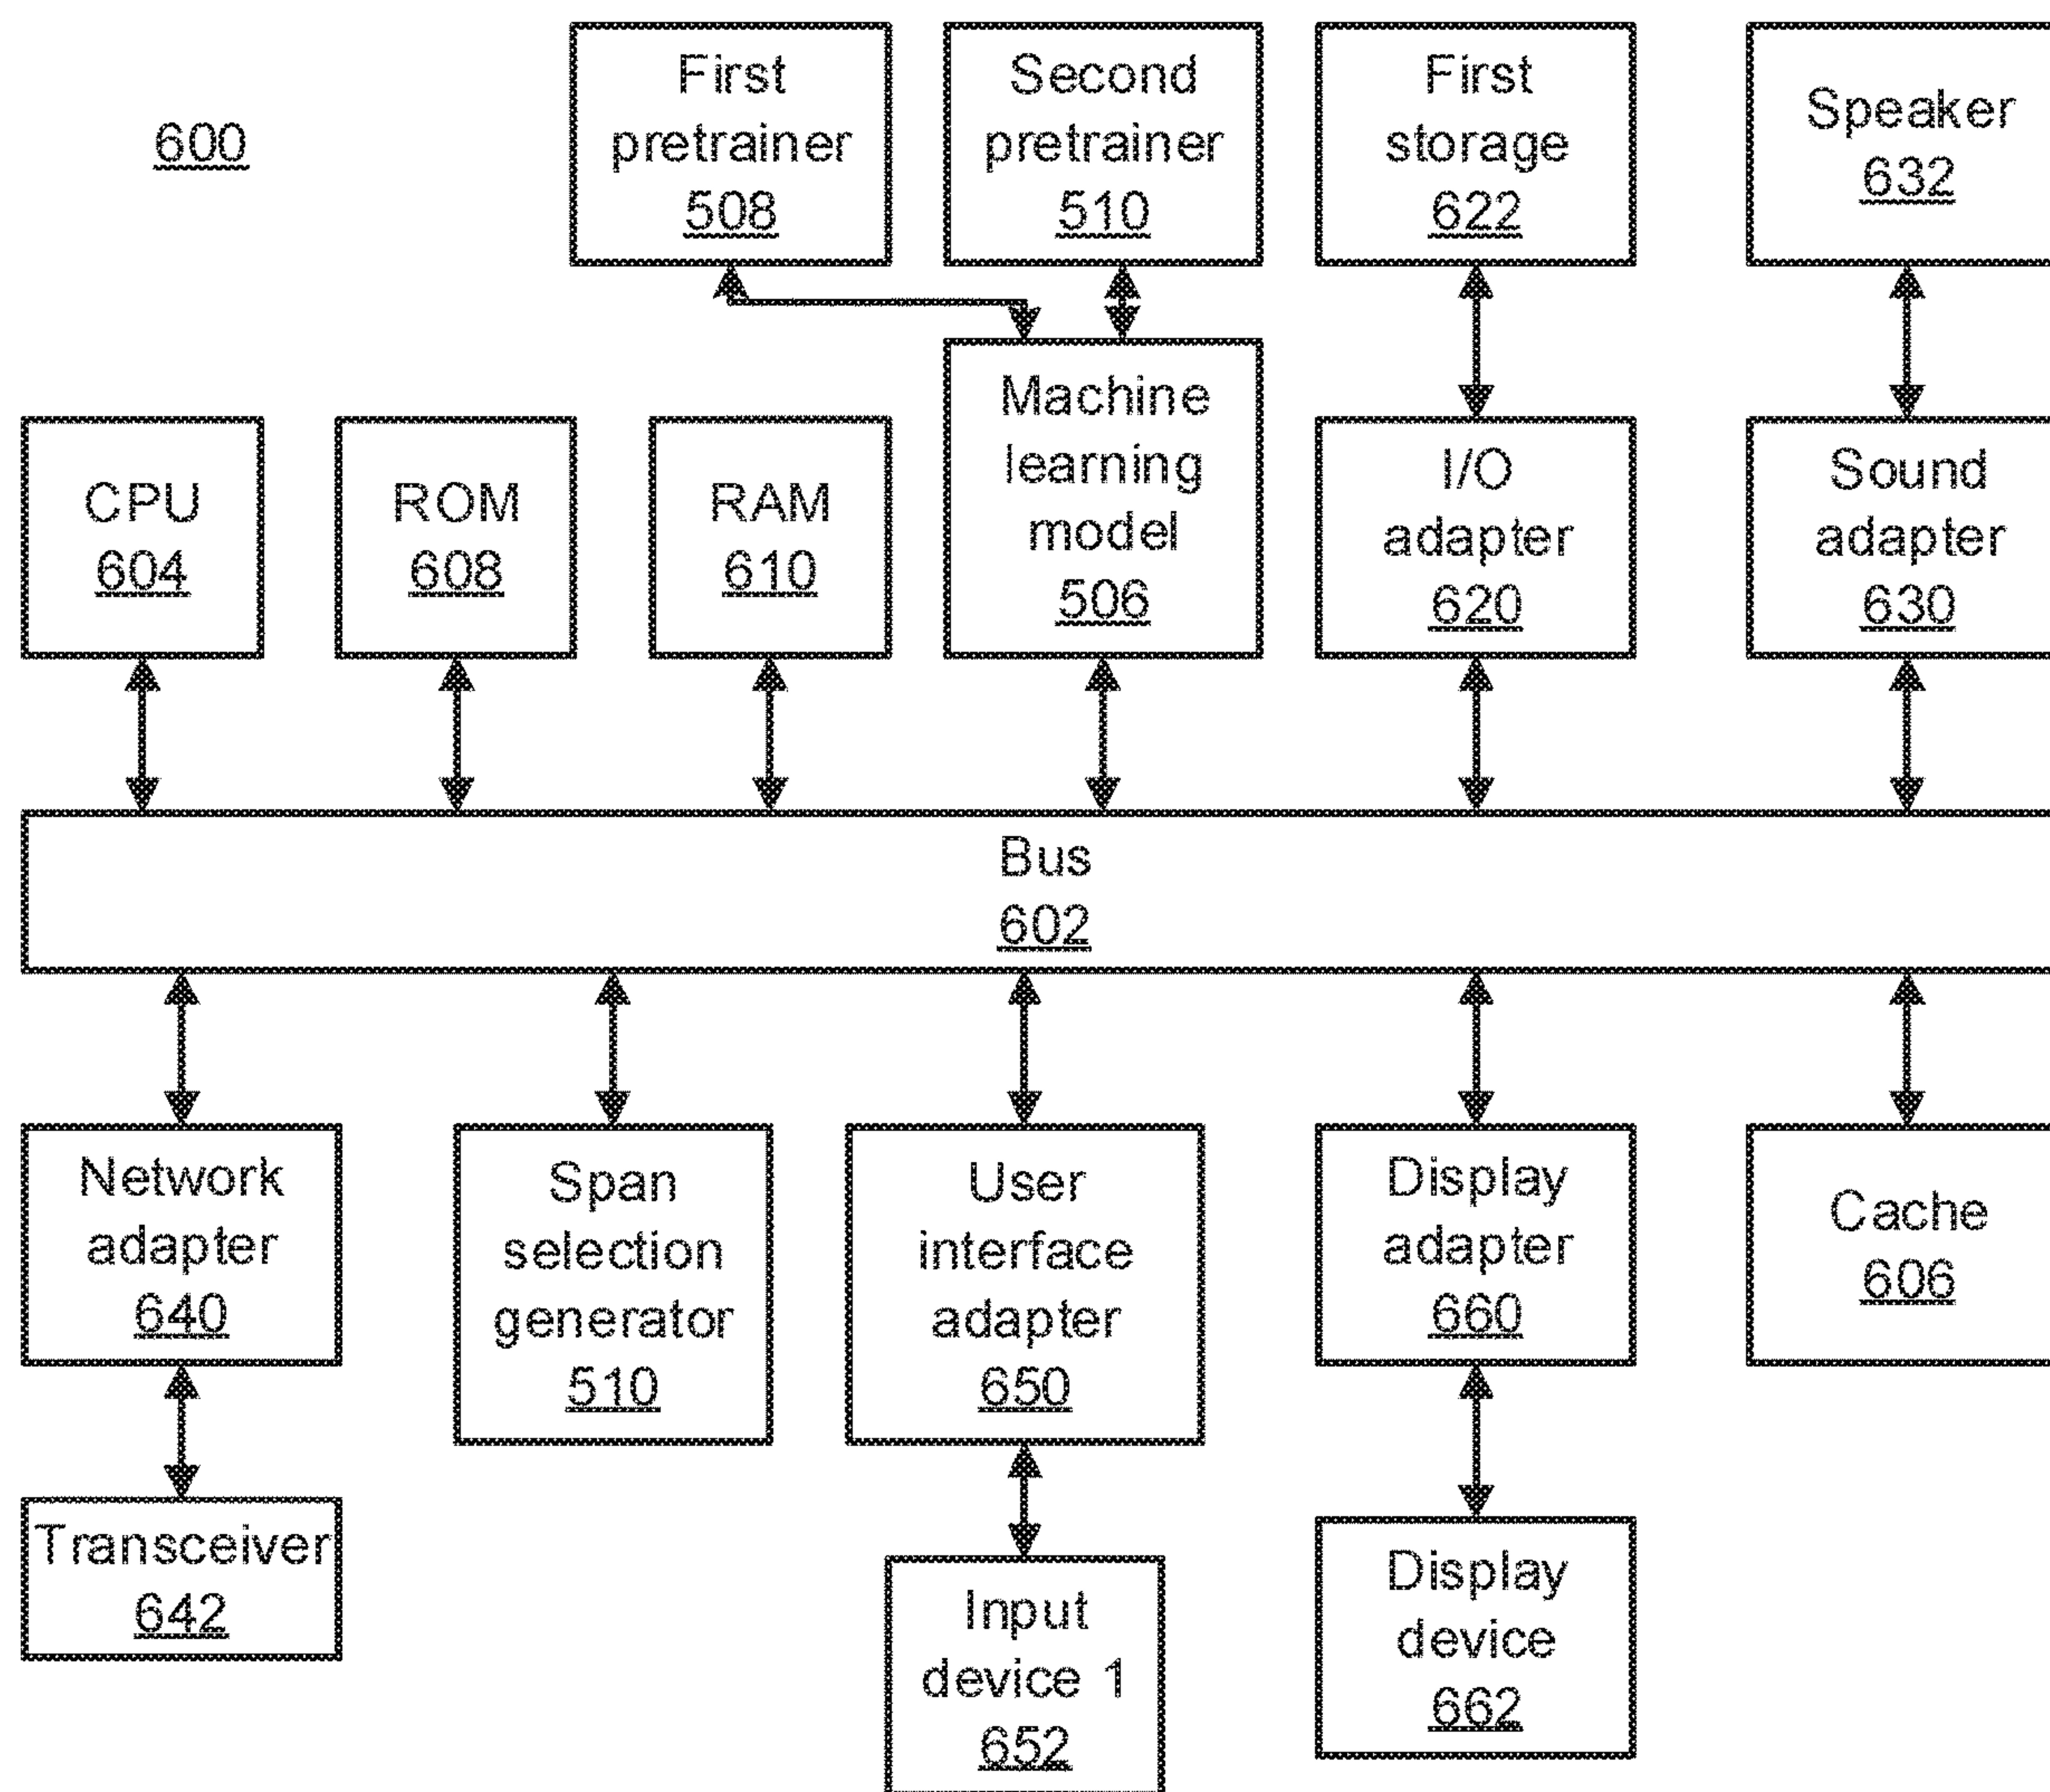 600
First
pretrainer
508
Second
pretrainer
510
First
storage
622
Speaker
632
CPU
604
ROM
608
RAM
610
Machine
learning
model
506
I/O
adapter
620
Sound
adapter
630
Bus
602
Network
adapter
640
Span
selection
generator
510
User
interface
adapter
650
Display
adapter
660
Cache
606
Transceiver
642
Input
device 1
652
Display
device
662